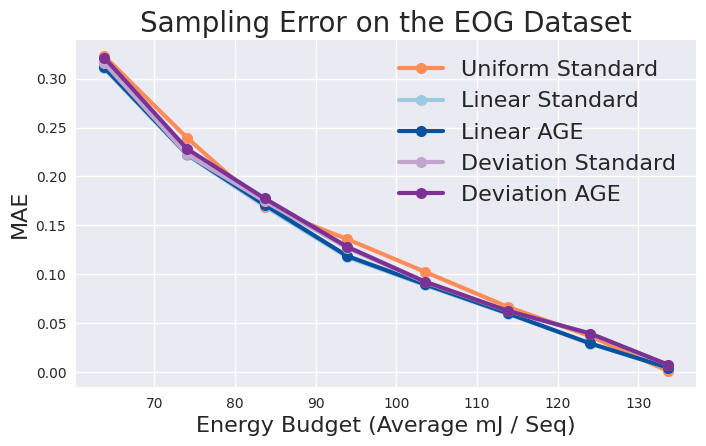 Sampling Error on the EOG Dataset
Uniform Standard
Linear Standard
Linear AGE
Deviation Standard
Deviation AGE
MAE
0.30
0.25
0.20
0.15
0.10
0.05
0.00
70 80 90 100 110 120 130
Energy Budget (Average mJ / Seq)